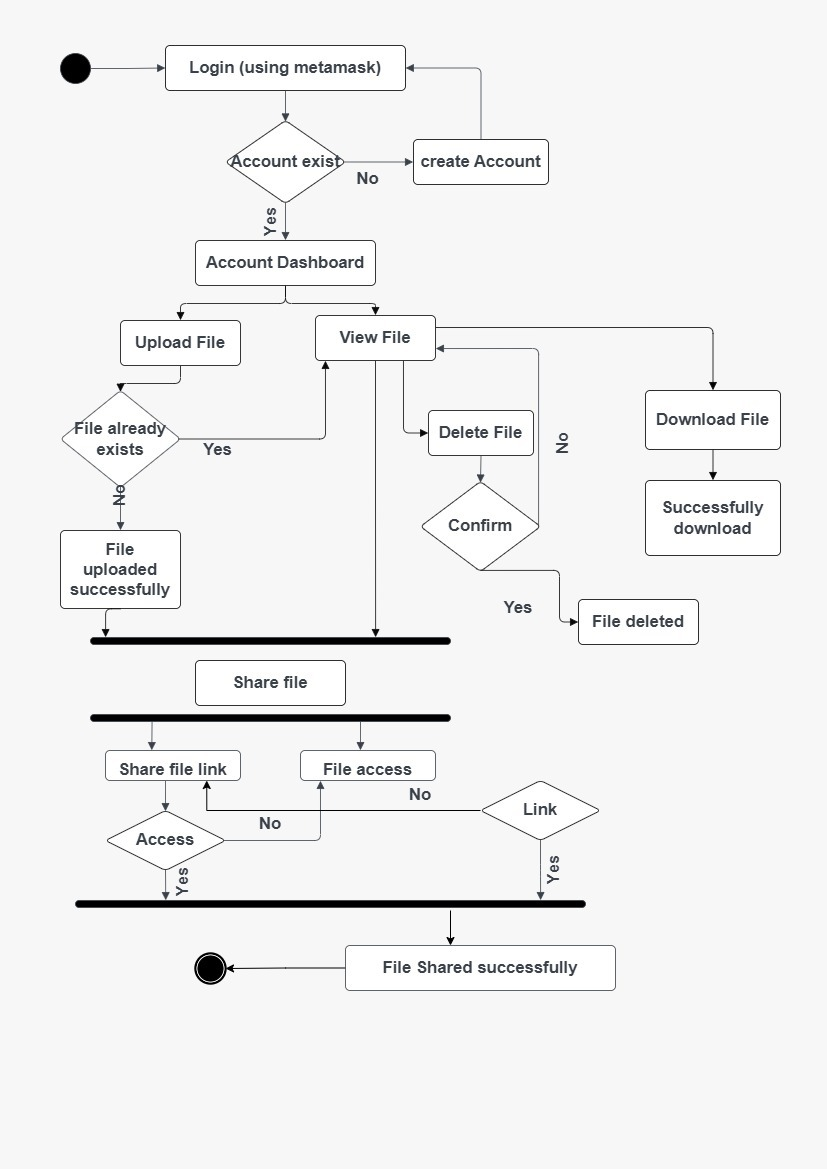 Login (using metamask)
Account exist
No
create Account
Yes
Account Dashboard
Upload File
View File
File already
exists
Yes
No
File
uploaded
successfully
Delete File
Confirm
No
Yes
File deleted
Download File
Successfully
download
Share file
Share file link
File access
No
Link
No
Access
Yes
Yes
File Shared successfully